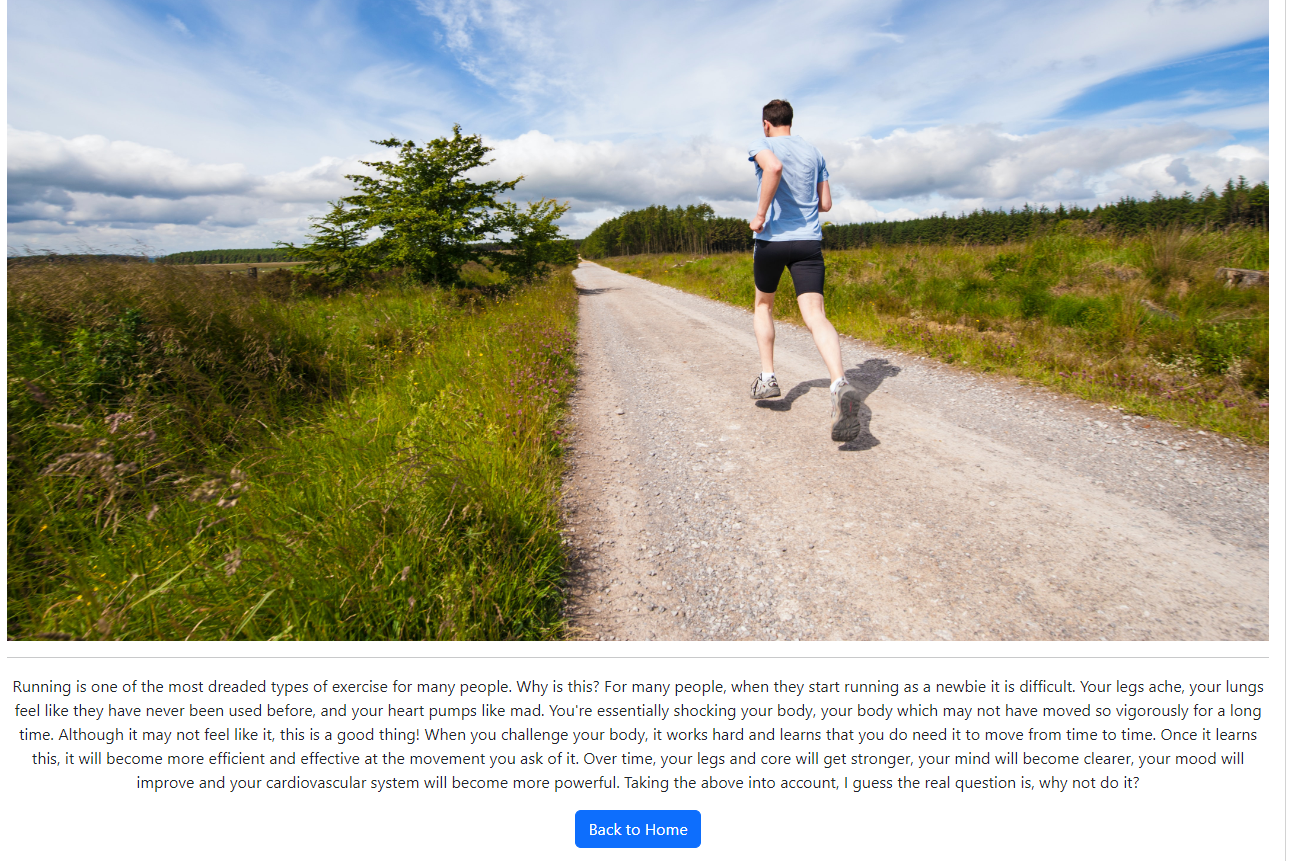 Running is one of the most dreaded types of exercise for many people. Why is this? For many people, when they start running as a newbie it is difficult. Your legs ache, your lungs
feel like they have never been used before, and your heart pumps like mad. You're essentially shocking your body, your body which may not have moved so vigorously for a long
time. Although it may not feel like it, this is a good thing! When you challenge your body, it works hard and learns that you do need it to move from time to time. Once it learns
this, it will become more efficient and effective at the movement you ask of it. Over time, your legs and core will get stronger, your mind will become clearer, your mood will
improve and your cardiovascular system will become more powerful. Taking the above into account, I guess the real question is, why not do it?
Back to Home